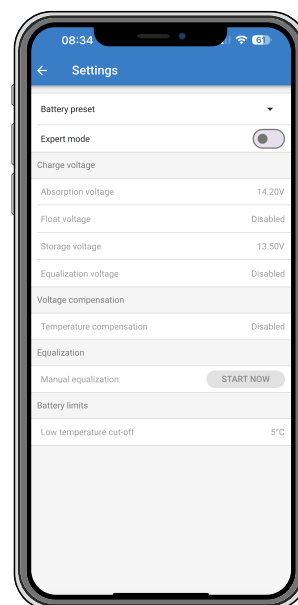 08:34
61
Settings
Battery preset
Expert mode
Charge voltage
Absorption voltage 14.20V
Float voltage Disabled
Storage voltage 13.50V
Equalization voltage Disabled
Voltage compensation
Temperature compensation Disabled
Equalization
Manual equalization START NOW
Battery limits
Low temperature cut-off 5°C